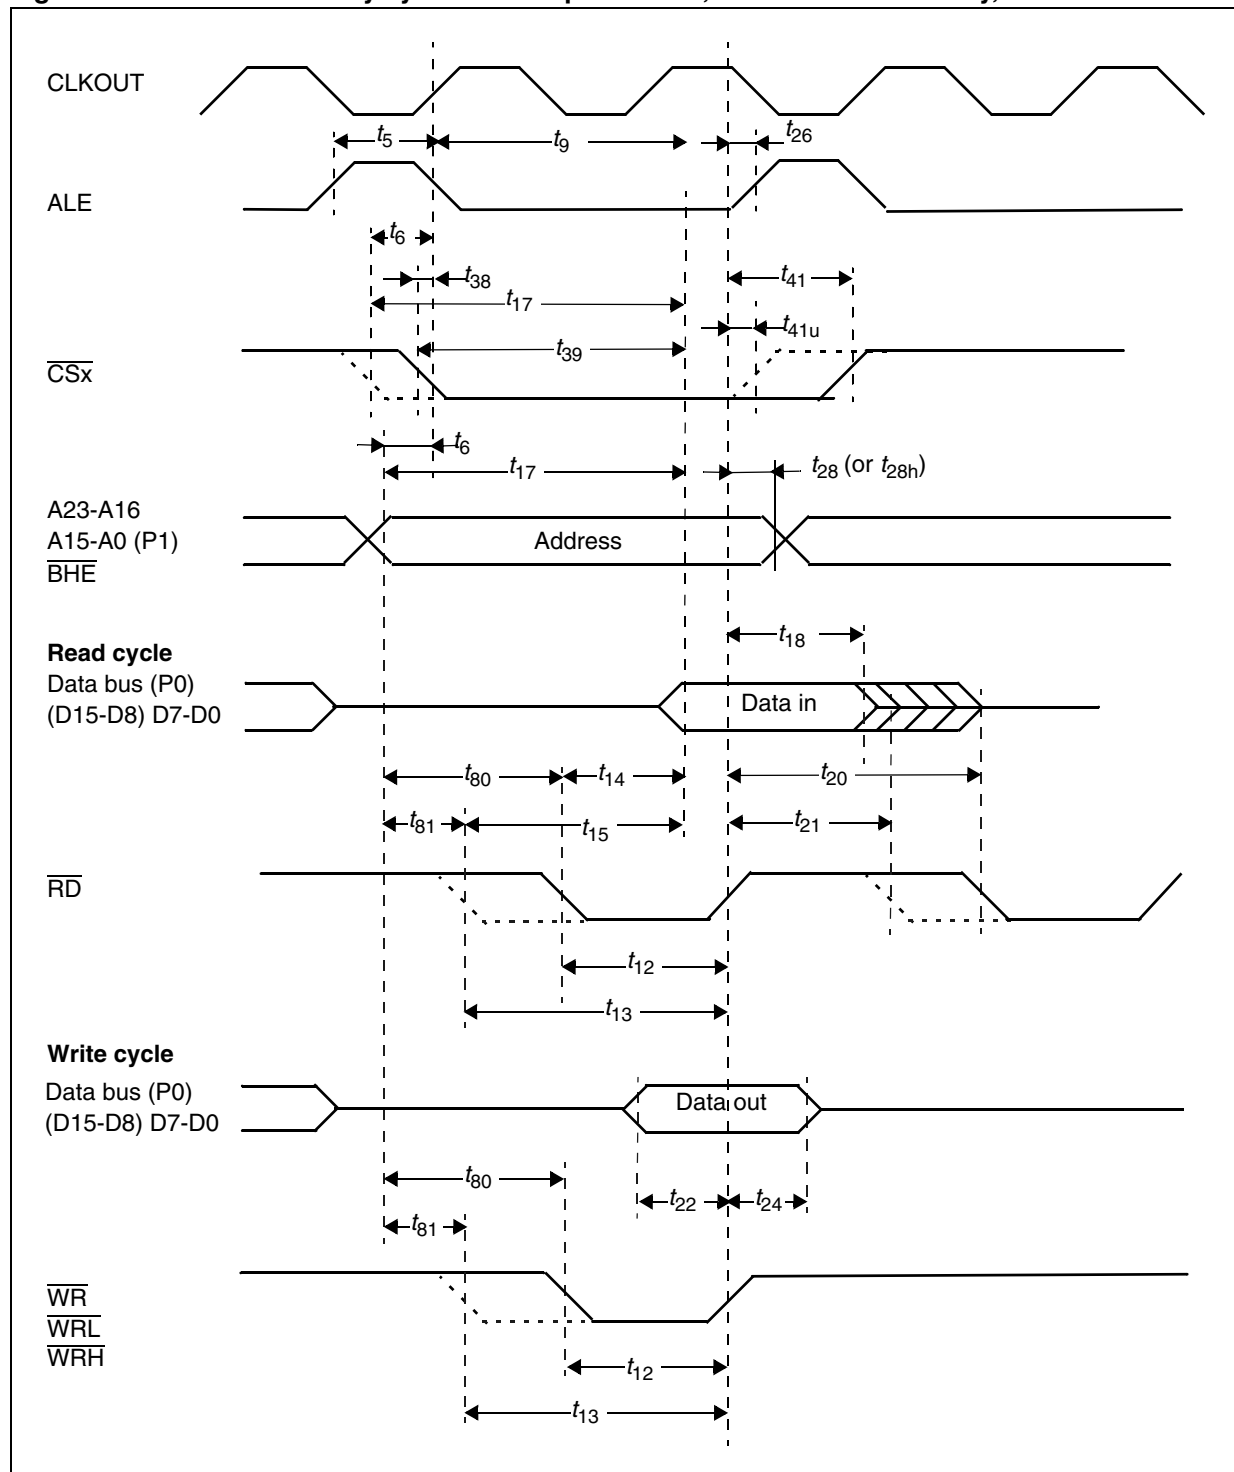 CLKOUT
t5
t9
t26
ALE
t6
t38
t41
t17
t41u
t39
CSx
t6
t17
t28 (or t28h)
A23-A16
A15-A0 (P1)
Address
BHE
t18
Read cycle
Data bus (P0)
Data in
(D15-D8) D7-D0
t80
t14
t20
t81
t15
t21
RD
t12
t13
Write cycle
Data bus (P0)
Data out
(D15-D8) D7-D0
t80
t22
t24
t81
WR
WRL
WRH
t12
t13